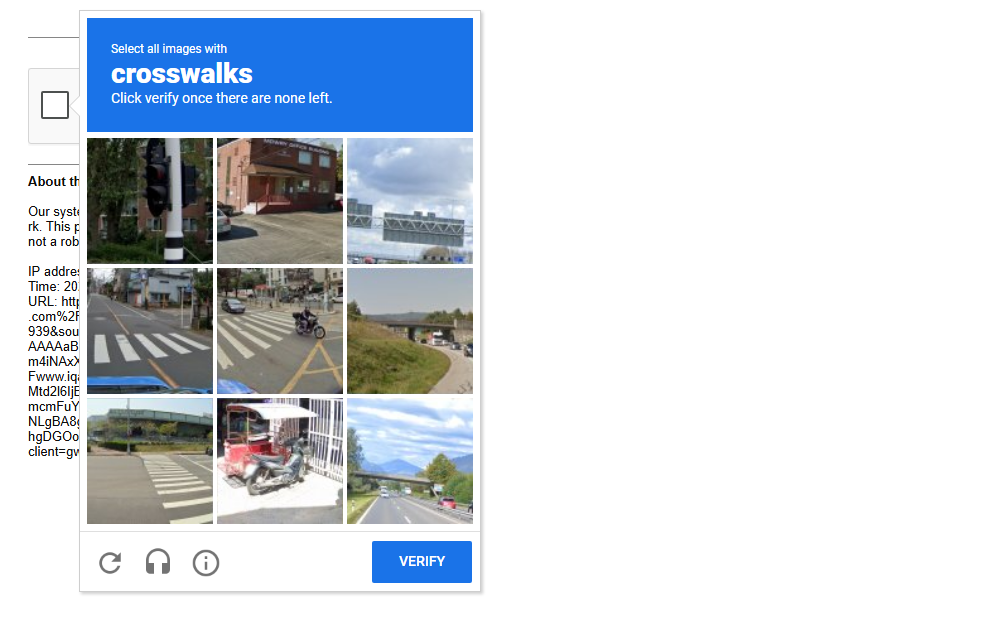 Select all images with
crosswalks
Click verify once there are none left.
About th
Our syste
rk. This p
not a rob
IP addres
Time: 20
URL: http
.com%2F
939&sou
AAAAaB
m4iNAxX
Fwww.iqa
Mtd2l6IjE
mcmFuY
NLgBA8g
hgDGOo
client=gw
VERIFY